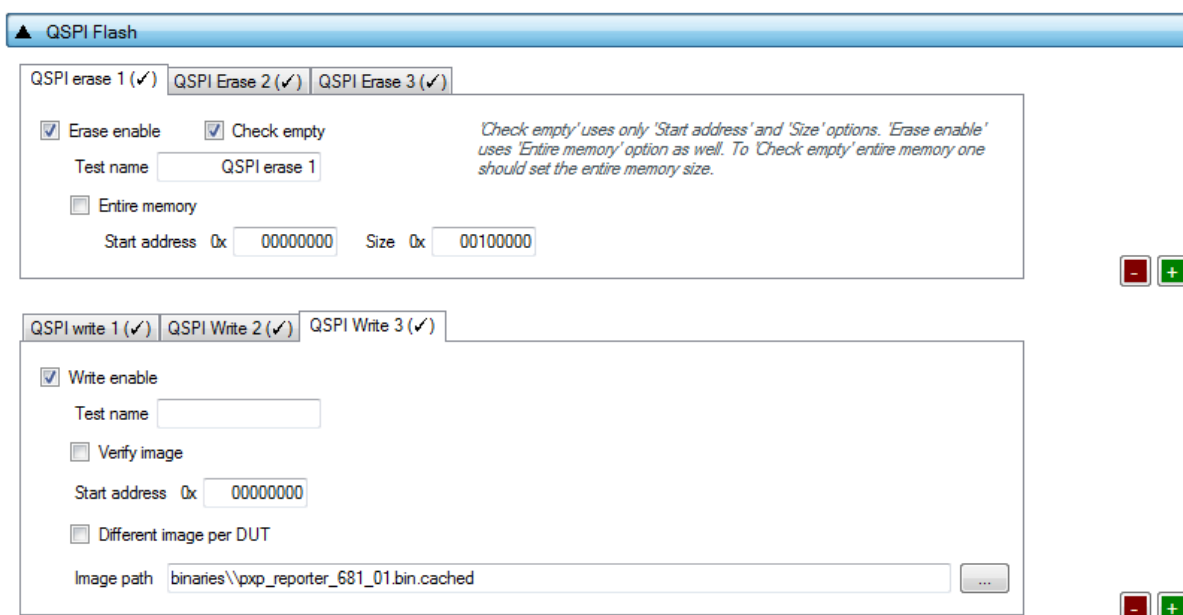 QSPI Flash
QSPI erase 1 (✓) QSPI Erase 2 (✓) QSPI Erase 3 (✓)
Erase enable Check empty
'Check empty' uses only 'Start address' and 'Size' options. 'Erase enable'
uses 'Entire memory' option as well. To 'Check empty' entire memory one
should set the entire memory size.
Test name QSPI erase 1
Entire memory
Start address 0x 00000000 Size 0x 00100000
- +
QSPI write 1 (✓) QSPI Write 2 (✓) QSPI Write 3 (✓)
Write enable
Test name
Verify image
Start address 0x 00000000
Different image per DUT
Image path binaries\\pxp_reporter_681_01.bin.cached ...
- +